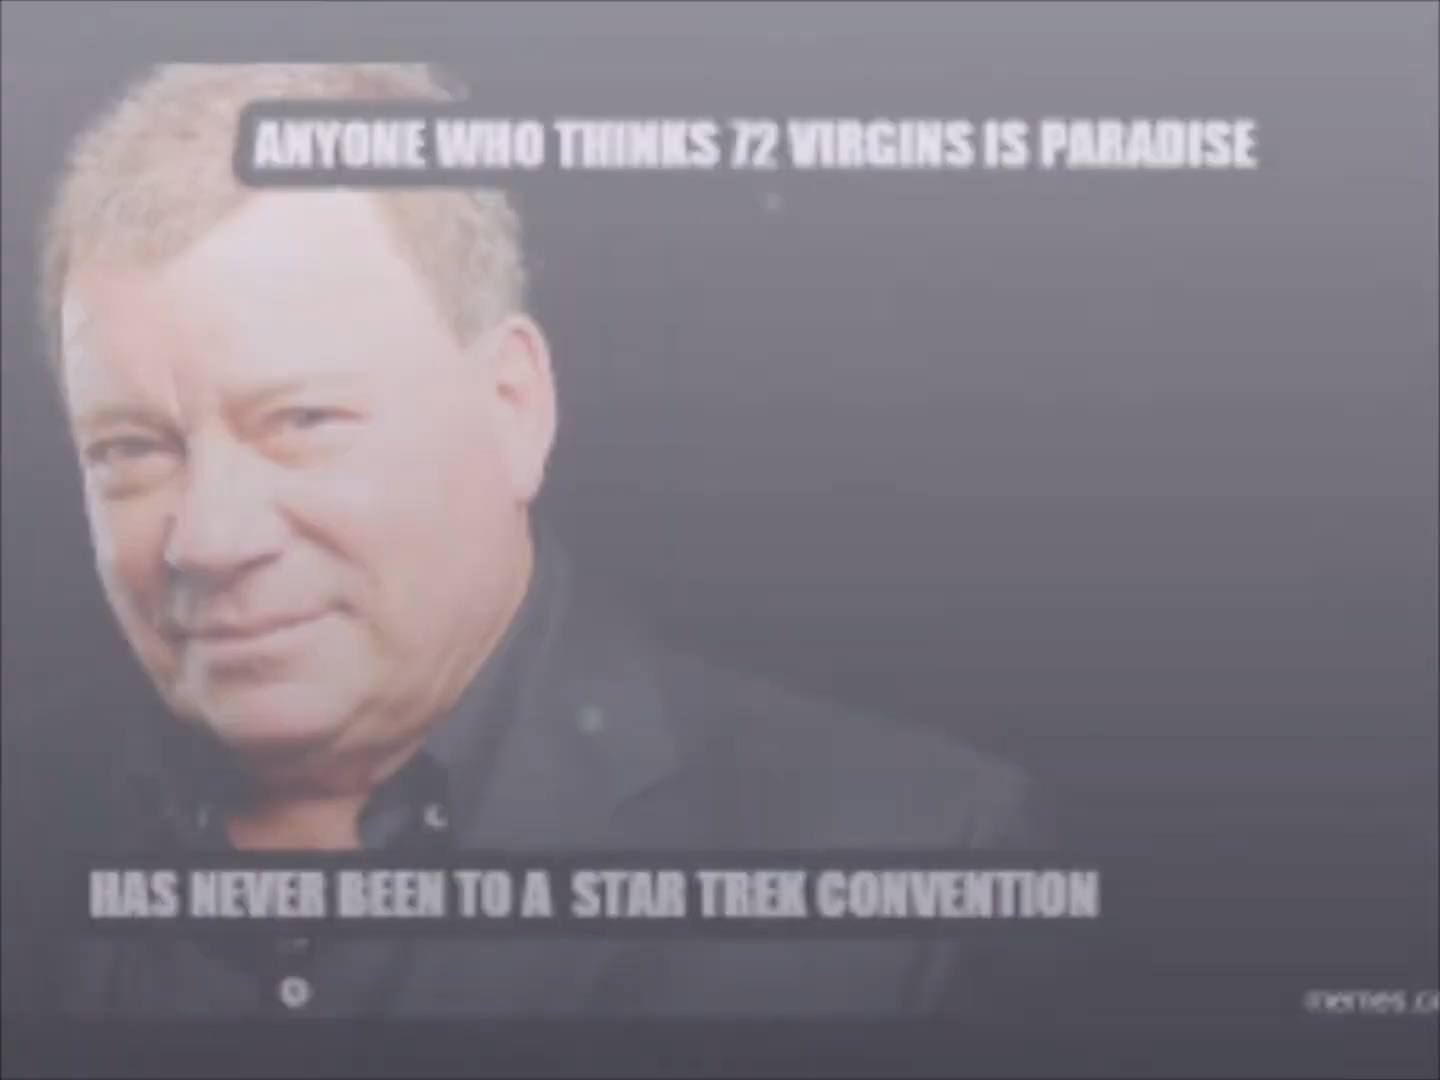 ANYONE WHO THINKS 72 VIRGINS IS PARADISE
HAS NEVER BEEN TO A STAR TREK CONVENTION